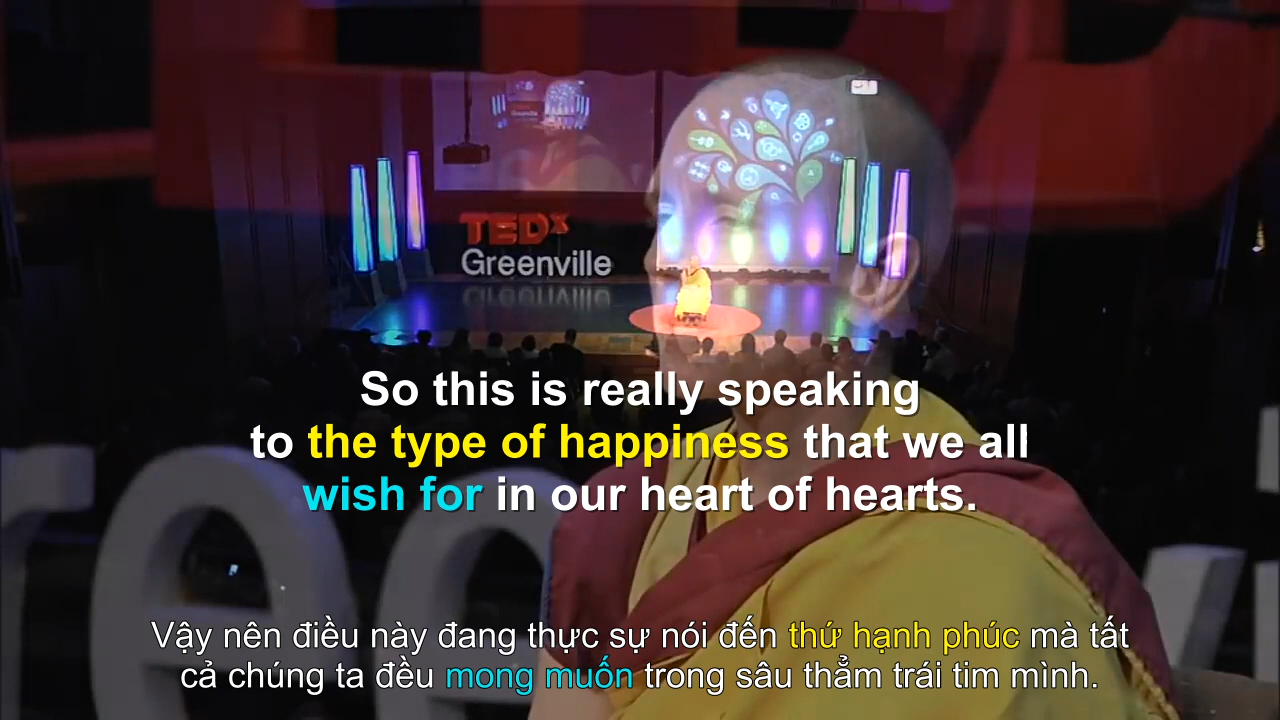 TEDx
Greenville
So this is really speaking
to the type of happiness that we all
wish for in our heart of hearts.
Vậy nên điều này đang thực sự nói đến thứ hạnh phúc mà tất
cả chúng ta đều mong muốn trong sâu thẳm trái tim mình.